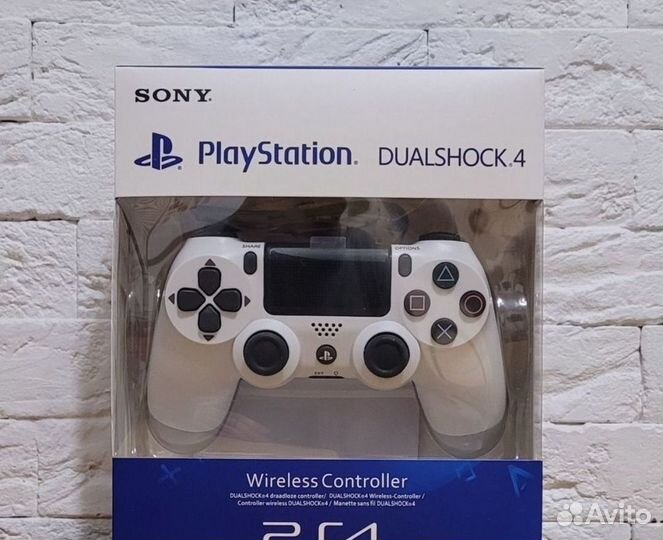 SONY
PlayStation. DUALSHOCK.4
SHARE
OPTIONS
Wireless Controller
DUALSHOCK®4 draadloze controller/ DUALSHOCK®4 Wireless-Controller /
Controller wireless DUALSHOCK®4 / Manette sans fil DUALSHOCK®4
PS4
Avito